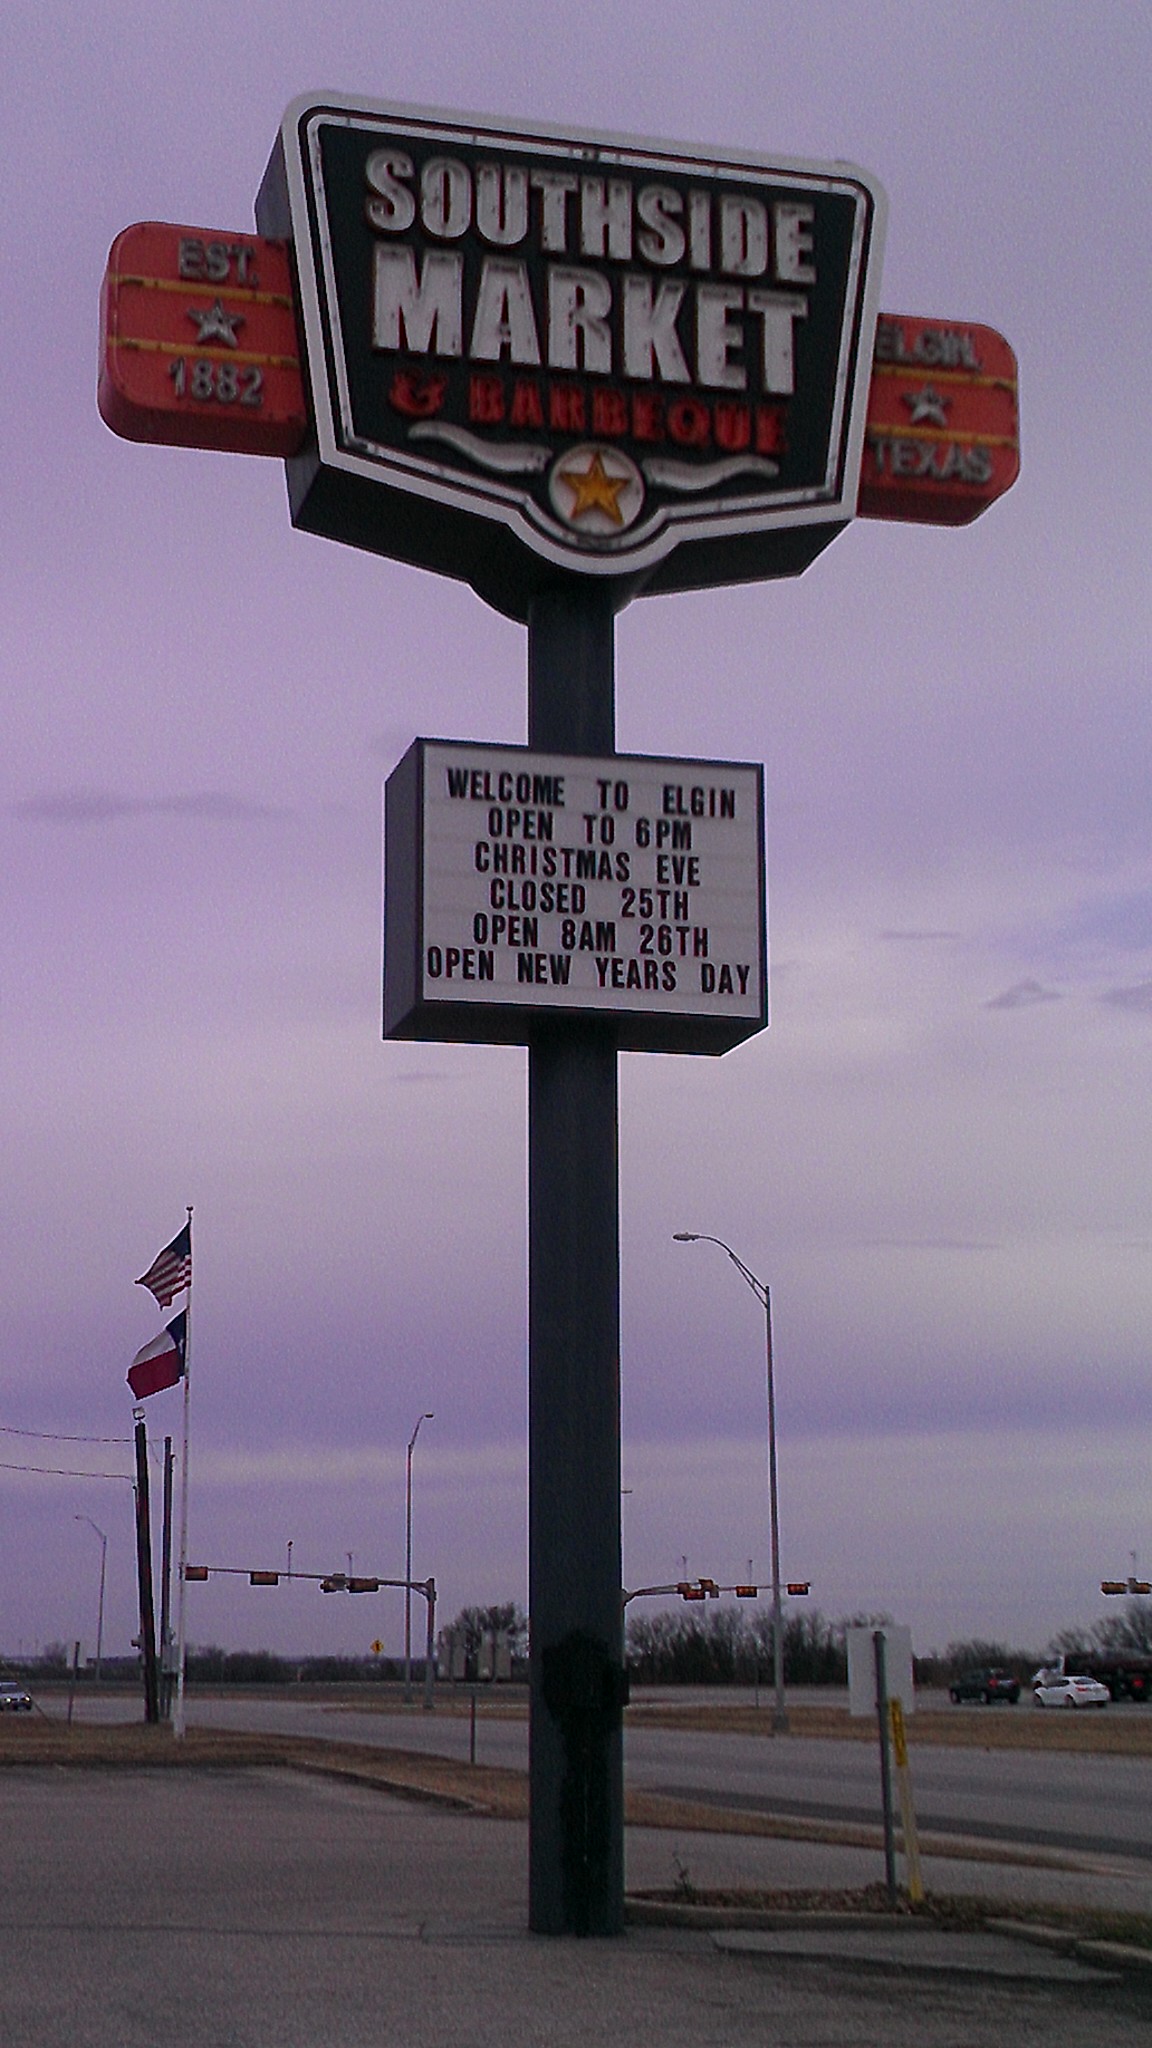 SOUTHSIDE
MARKET
& BARBEQUE
EST.
1882
ELGIN,
TEXAS
WELCOME TO ELGIN
OPEN TO 6PM
CHRISTMAS EVE
CLOSED 25TH
OPEN 8AM 26TH
OPEN NEW YEARS DAY